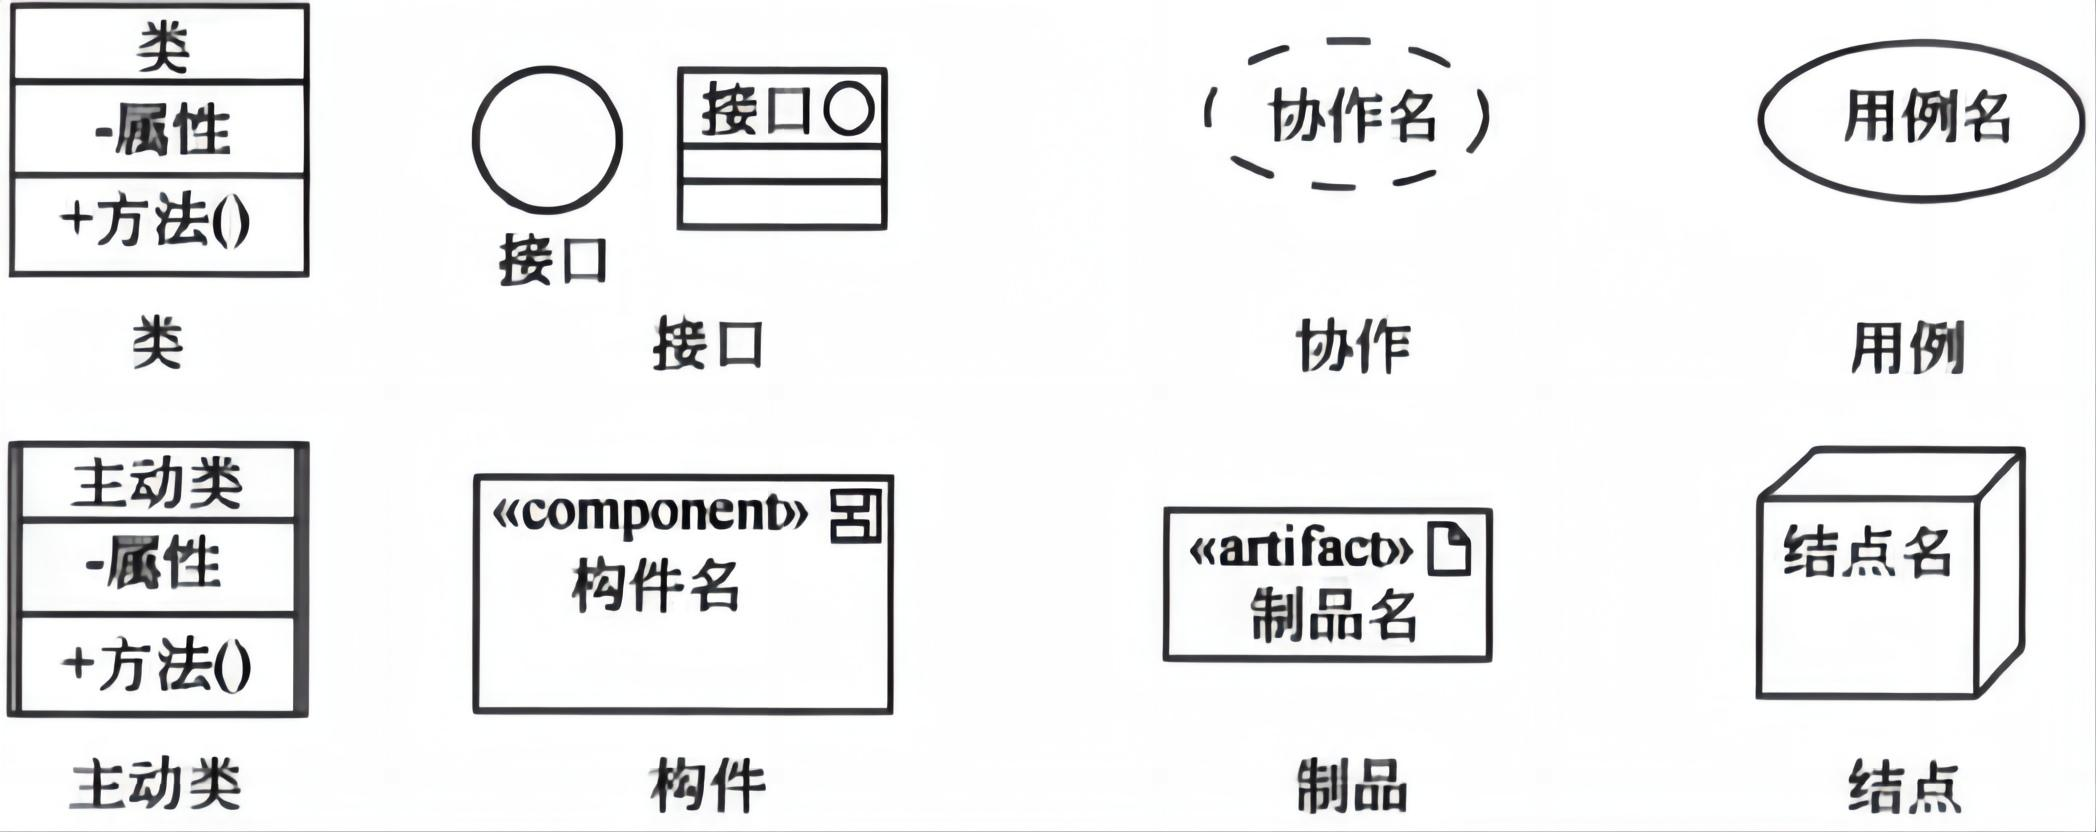 类
-属性
+方法()
类
接口
接口
接口
协作名
协作
用例名
用例
主动类
-属性
+方法()
主动类
«component»
构件名
构件
«artifact»
制品名
制品
结点名
结点